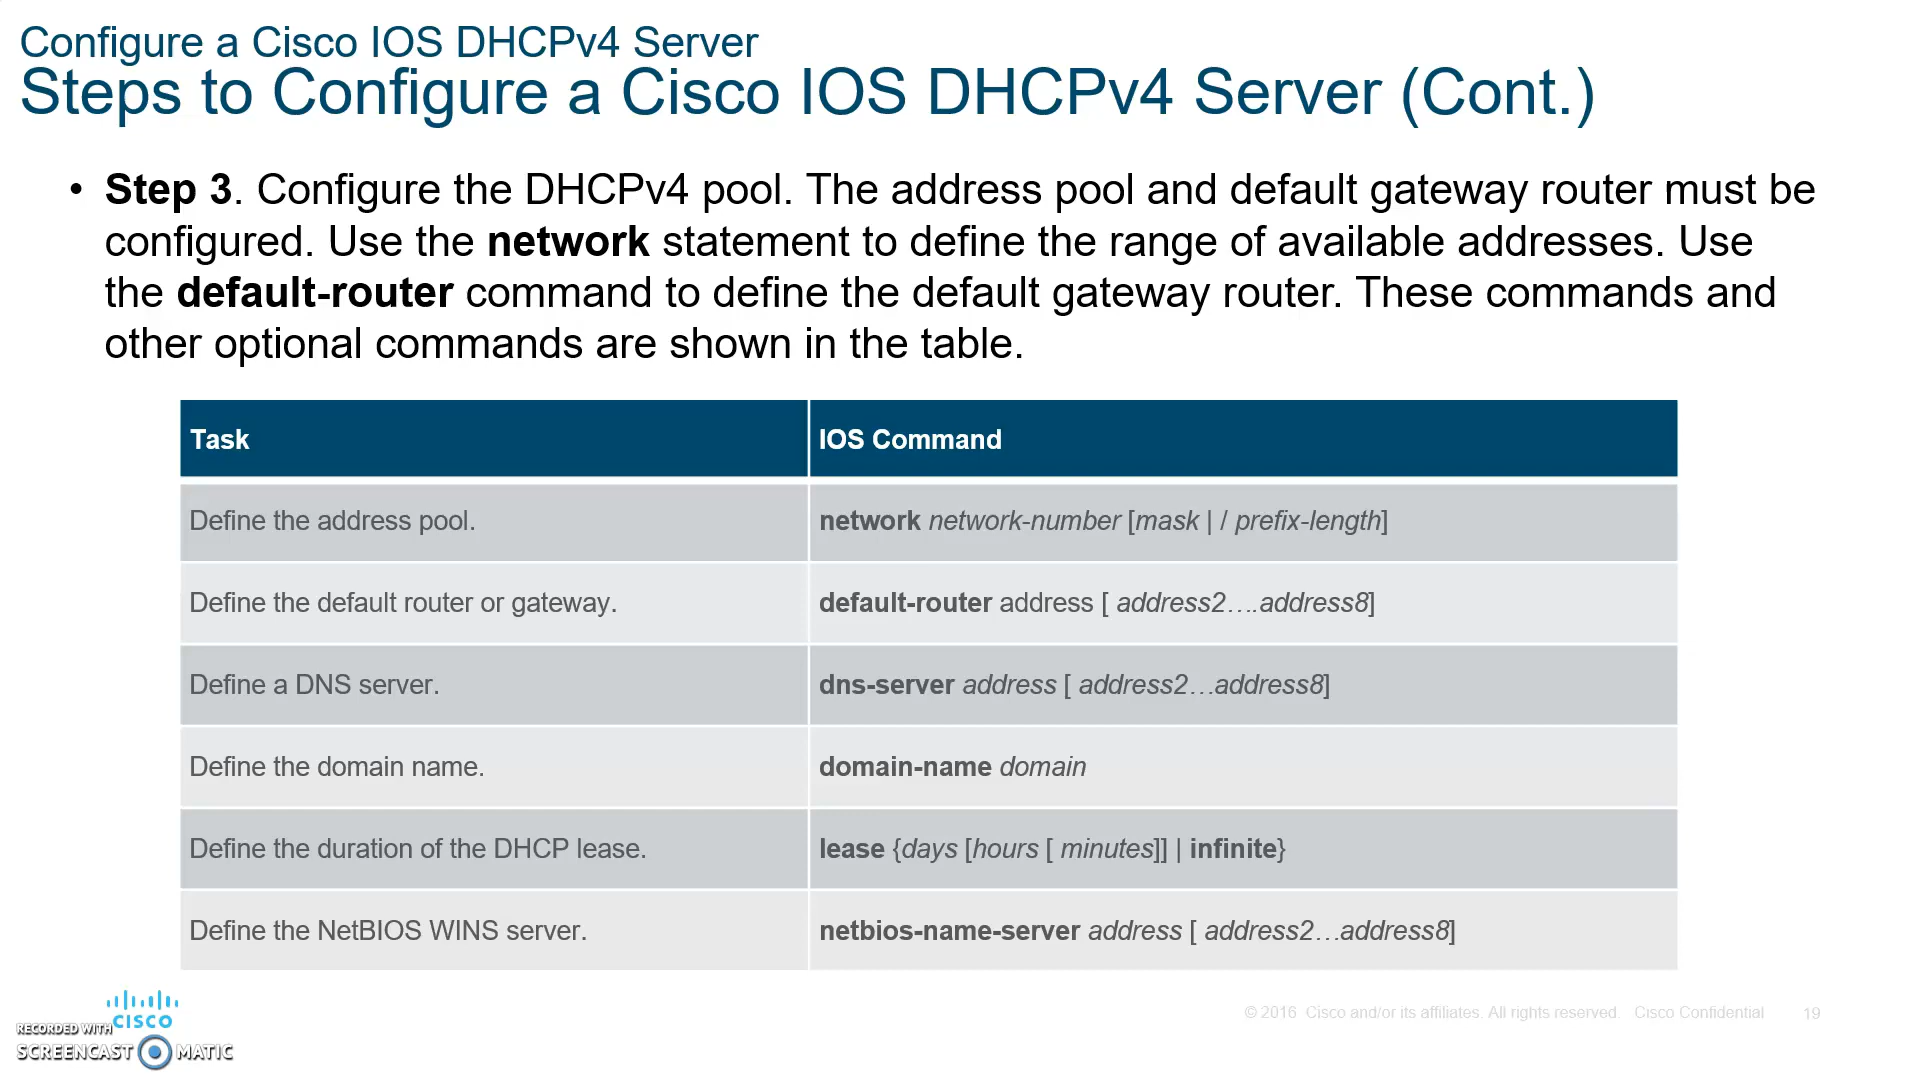 Configure a Cisco IOS DHCPv4 Server
Steps to Configure a Cisco IOS DHCPv4 Server (Cont.)
• Step 3. Configure the DHCPv4 pool. The address pool and default gateway router must be
configured. Use the network statement to define the range of available addresses. Use
the default-router command to define the default gateway router. These commands and
other optional commands are shown in the table.
Task IOS Command
Define the address pool. network network-number [mask | / prefix-length]
Define the default router or gateway. default-router address [ address2….address8]
Define a DNS server. dns-server address [ address2…address8]
Define the domain name. domain-name domain
Define the duration of the DHCP lease. lease {days [hours [ minutes]] | infinite}
Define the NetBIOS WINS server. netbios-name-server address [ address2…address8]
© 2016 Cisco and/or its affiliates. All rights reserved. Cisco Confidential 19
CISCO
RECORDED WITH
SCREENCAST MATIC